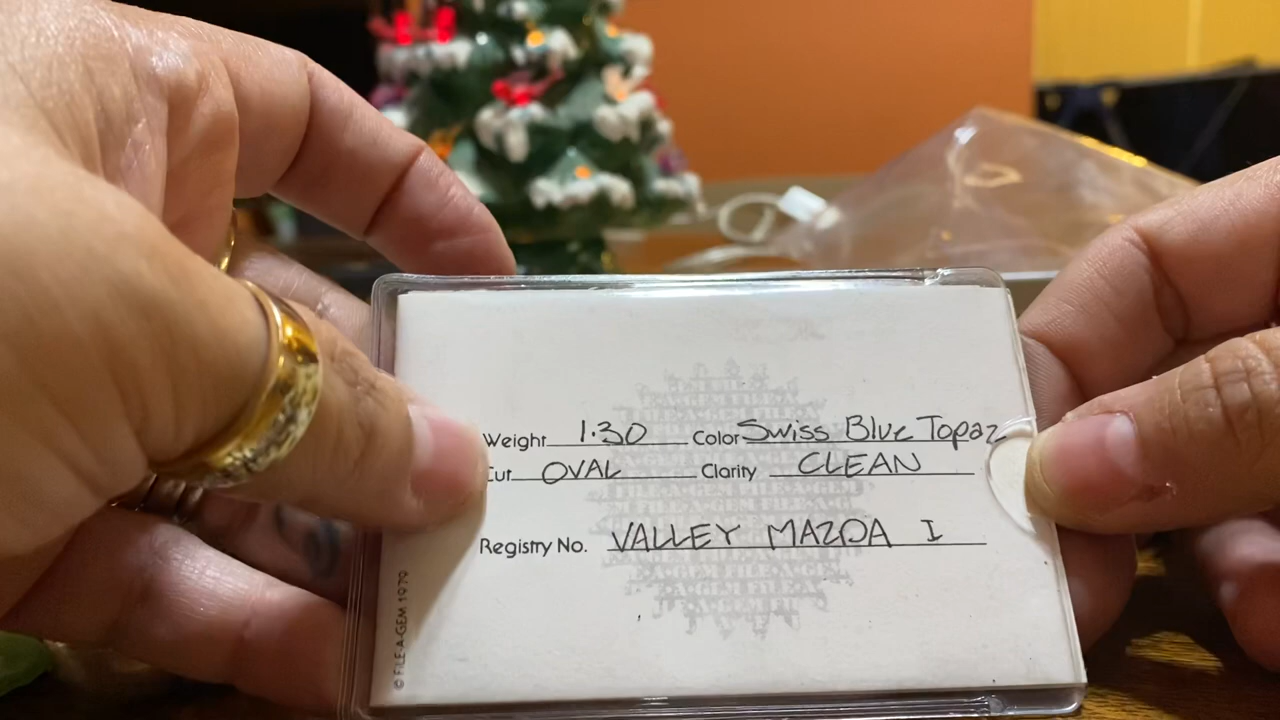 Weight 1.30 Color Swiss Blue Topaz
Cut OVAL Clarity CLEAN
Registry No. VALLEY MAZDA I
© FILE-A-GEM 1979